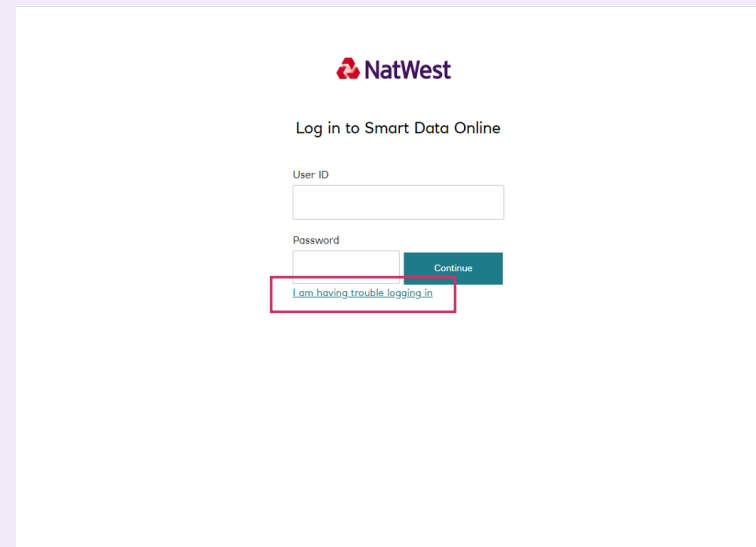 NatWest
Log in to Smart Data Online
User ID
Password
Continue
I am having trouble logging in